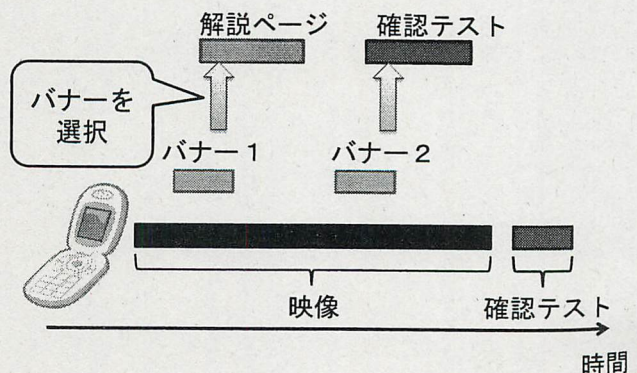 解説ページ
確認テスト
バナーを
選択
バナー1
バナー2
映像
確認テスト
時間